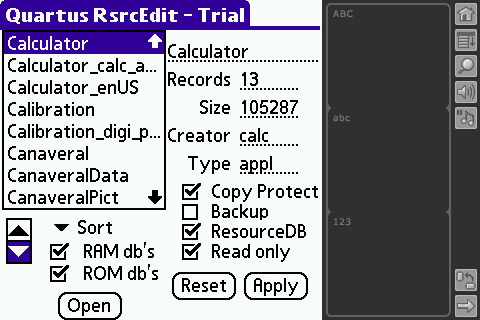 Quartus RsrcEdit - Trial
Calculator
Calculator_calc_a...
Calculator_enUS
Calibration
Calibration_digi_p...
Canaveral
CanaveralData
CanaveralPict
Sort
RAM db's
ROM db's
Open
Calculator
Records 13
Size 105287
Creator calc
Type appl
Copy Protect
Backup
ResourceDB
Read only
Reset Apply
ABC
abc
123